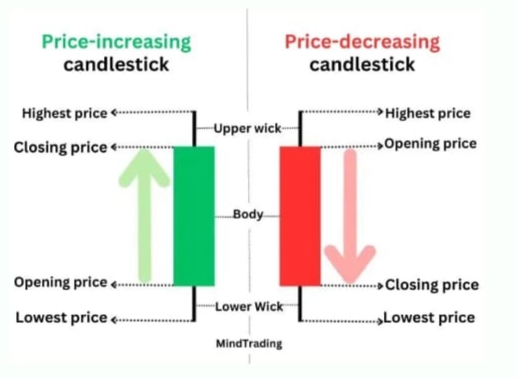 Price-increasing
candlestick
Price-decreasing
candlestick
Highest price
Highest price
Upper wick
Closing price
Opening price
Body
Opening price
Closing price
Lower Wick
Lowest price
Lowest price
MindTrading